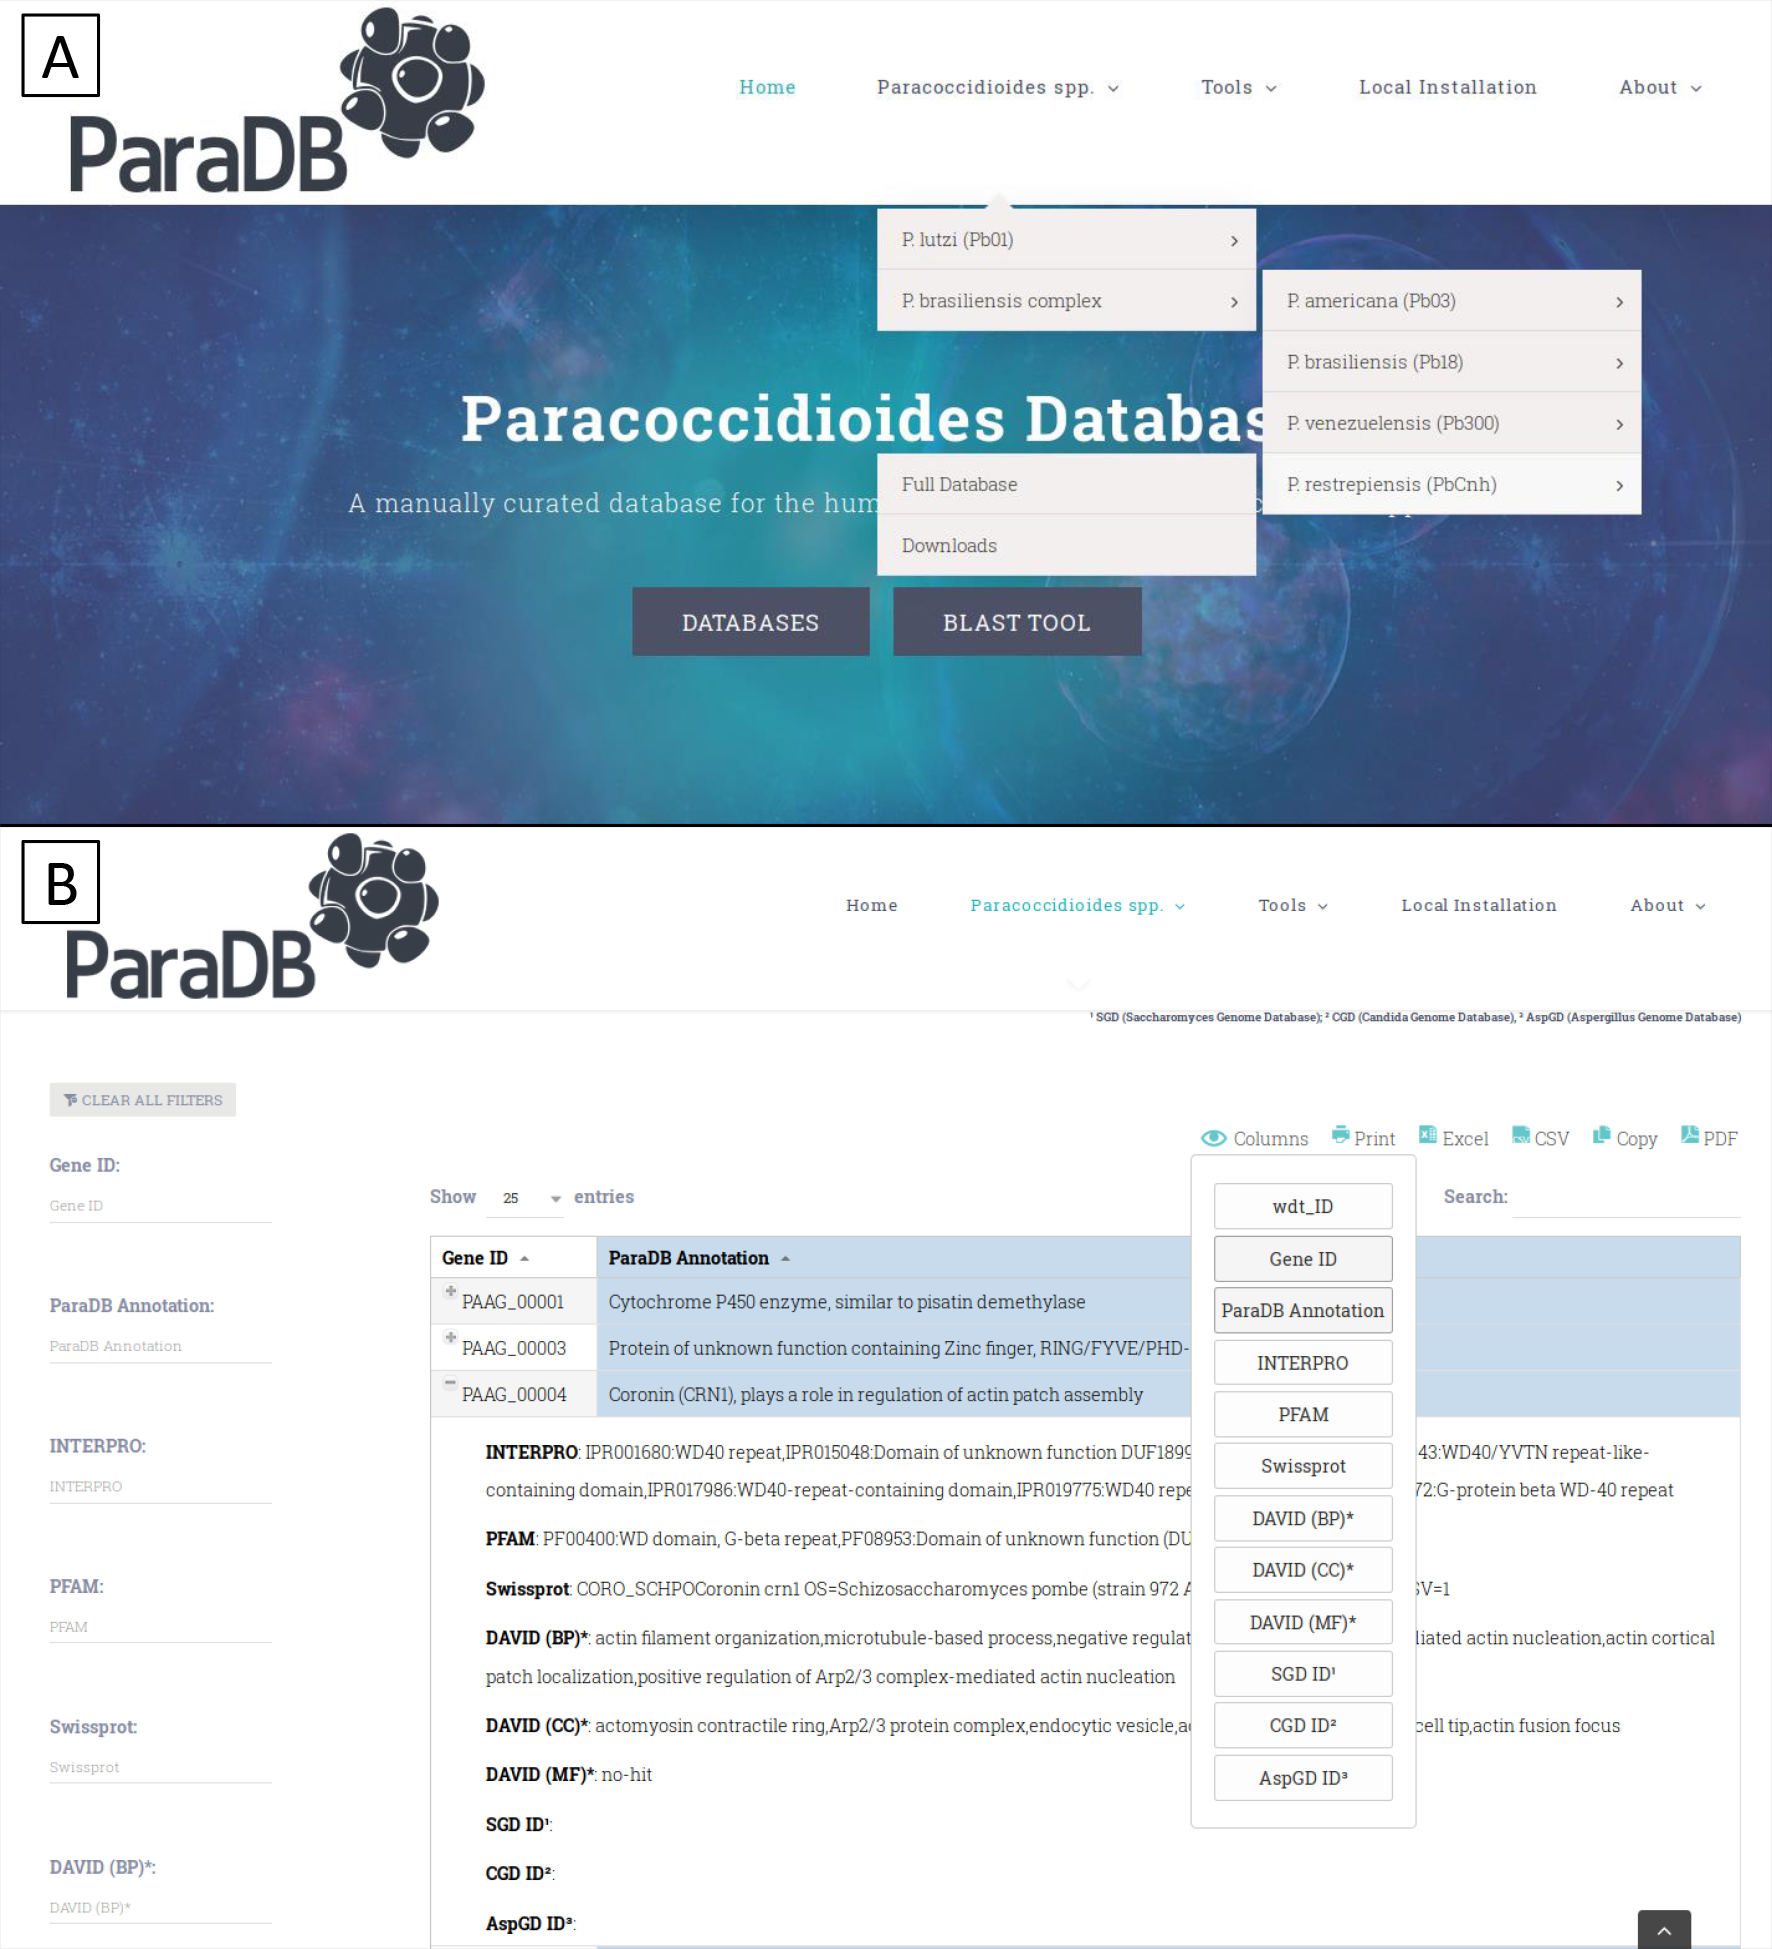 A
ParaDB
Home
Paracoccidioides spp.
Tools
Local Installation
About
P. lutzi (Pb01)
P. brasiliensis complex
P. americana (Pb03)
P. brasiliensis (Pb18)
P. venezuelensis (Pb300)
P. restrepiensis (PbCnh)
Paracoccidioides Databas
A manually curated database for the hum
Full Database
Downloads
DATABASES
BLAST TOOL
B
ParaDB
Home
Paracoccidioides spp.
Tools
Local Installation
About
¹ SGD (Saccharomyces Genome Database); ² CGD (Candida Genome Database), ³ AspGD (Aspergillus Genome Database)
CLEAR ALL FILTERS
Gene ID:
Gene ID
ParaDB Annotation:
ParaDB Annotation
INTERPRO:
INTERPRO
PFAM:
PFAM
Swissprot:
Swissprot
DAVID (BP)*:
DAVID (BP)*
Columns
Print
Excel
CSV
Copy
PDF
Show 25 entries
Search:
wdt_ID
Gene ID
ParaDB Annotation
INTERPRO
PFAM
Swissprot
DAVID (BP)*
DAVID (CC)*
DAVID (MF)*
SGD ID¹
CGD ID²
AspGD ID³
Gene ID ParaDB Annotation
PAAG_00001 Cytochrome P450 enzyme, similar to pisatin demethylase
PAAG_00003 Protein of unknown function containing Zinc finger, RING/FYVE/PHD-
PAAG_00004 Coronin (CRN1), plays a role in regulation of actin patch assembly
INTERPRO: IPR001680:WD40 repeat,IPR015048:Domain of unknown function DUF1899 43:WD40/YVTN repeat-like-
containing domain,IPR017986:WD40-repeat-containing domain,IPR019775:WD40 repe 72:G-protein beta WD-40 repeat
PFAM: PF00400:WD domain, G-beta repeat,PF08953:Domain of unknown function (DU
Swissprot: CORO_SCHPOCoronin crn1 OS=Schizosaccharomyces pombe (strain 972 SV=1
DAVID (BP)*: actin filament organization,microtubule-based process,negative regulat liated actin nucleation,actin cortical
patch localization,positive regulation of Arp2/3 complex-mediated actin nucleation
DAVID (CC)*: actomyosin contractile ring,Arp2/3 protein complex,endocytic vesicle,a cell tip,actin fusion focus
DAVID (MF)*: no-hit
SGD ID¹:
CGD ID²:
AspGD ID³: